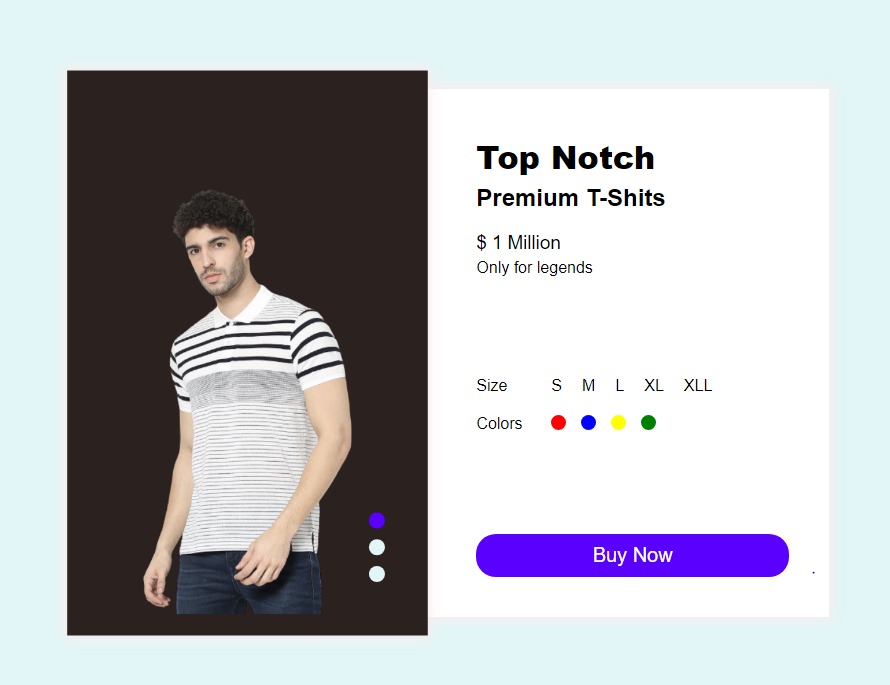 Top Notch
Premium T-Shits
$ 1 Million
Only for legends
Size S M L XL XLL
Colors
Buy Now